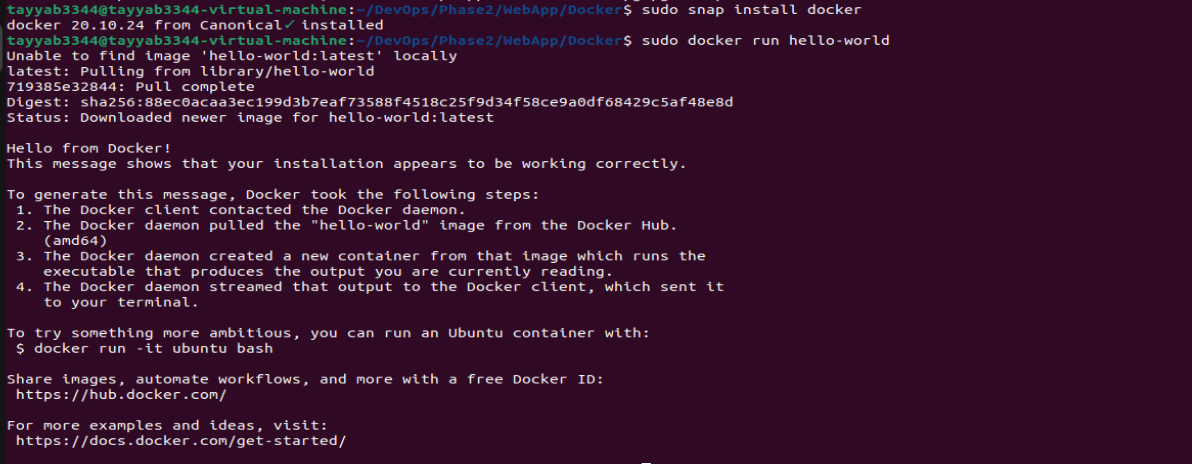 tayyab3344@tayyab3344-virtual-machine:~/DevOps/Phase2/WebApp/Docker$ sudo snap install docker
docker 20.10.24 from Canonical✓ installed
tayyab3344@tayyab3344-virtual-machine:~/DevOps/Phase2/WebApp/Docker$ sudo docker run hello-world
Unable to find image 'hello-world:latest' locally
latest: Pulling from library/hello-world
719385e32844: Pull complete
Digest: sha256:88ec0acaa3ec199d3b7eaf73588f4518c25f9d34f58ce9a0df68429c5af48e8d
Status: Downloaded newer image for hello-world:latest

Hello from Docker!
This message shows that your installation appears to be working correctly.

To generate this message, Docker took the following steps:
 1. The Docker client contacted the Docker daemon.
 2. The Docker daemon pulled the "hello-world" image from the Docker Hub.
    (amd64)
 3. The Docker daemon created a new container from that image which runs the
    executable that produces the output you are currently reading.
 4. The Docker daemon streamed that output to the Docker client, which sent it
    to your terminal.

To try something more ambitious, you can run an Ubuntu container with:
 $ docker run -it ubuntu bash

Share images, automate workflows, and more with a free Docker ID:
 https://hub.docker.com/

For more examples and ideas, visit:
 https://docs.docker.com/get-started/